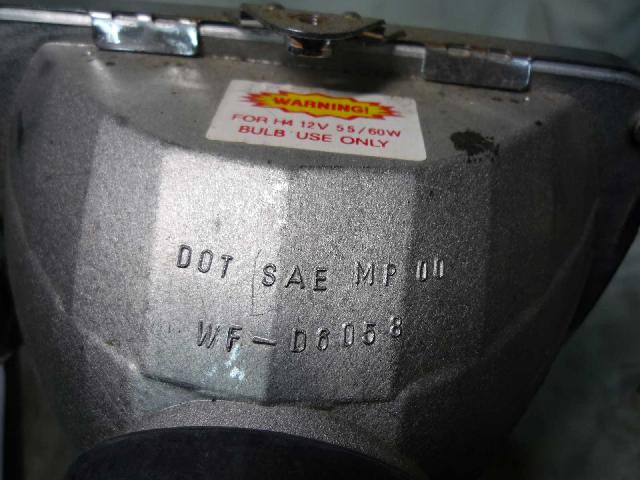 WARNING!
FOR H4 12V 55/60W
BULB USE ONLY
DOT SAE MP 00
WF-D6058